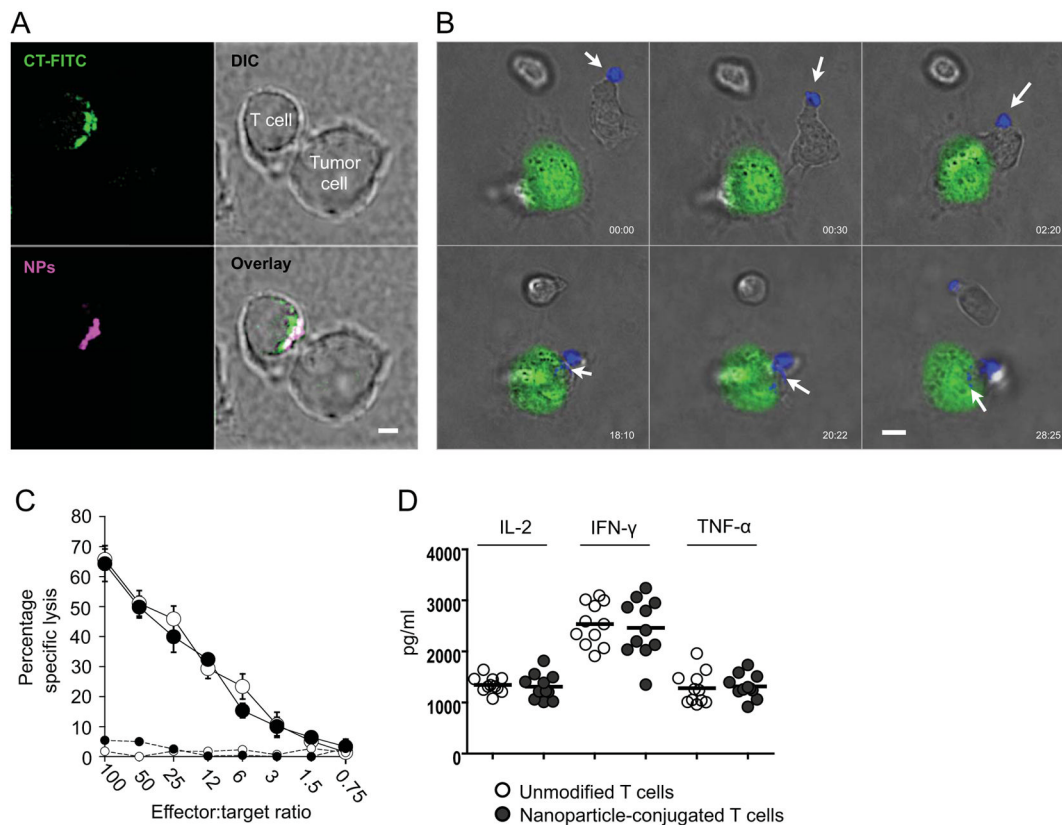 A
CT-FITC
DIC
T cell
Tumor
cell
NPs
Overlay
B
00:00
00:30
02:20
18:10
20:22
28:25
C
Percentage
specific lysis
80
70
60
50
40
30
20
10
0
100
50
25
12
6
3
1.5
0.75
Effector:target ratio
D
IL-2
IFN-γ
TNF-α
pg/ml
4000
3000
2000
1000
0
Unmodified T cells
Nanoparticle-conjugated T cells